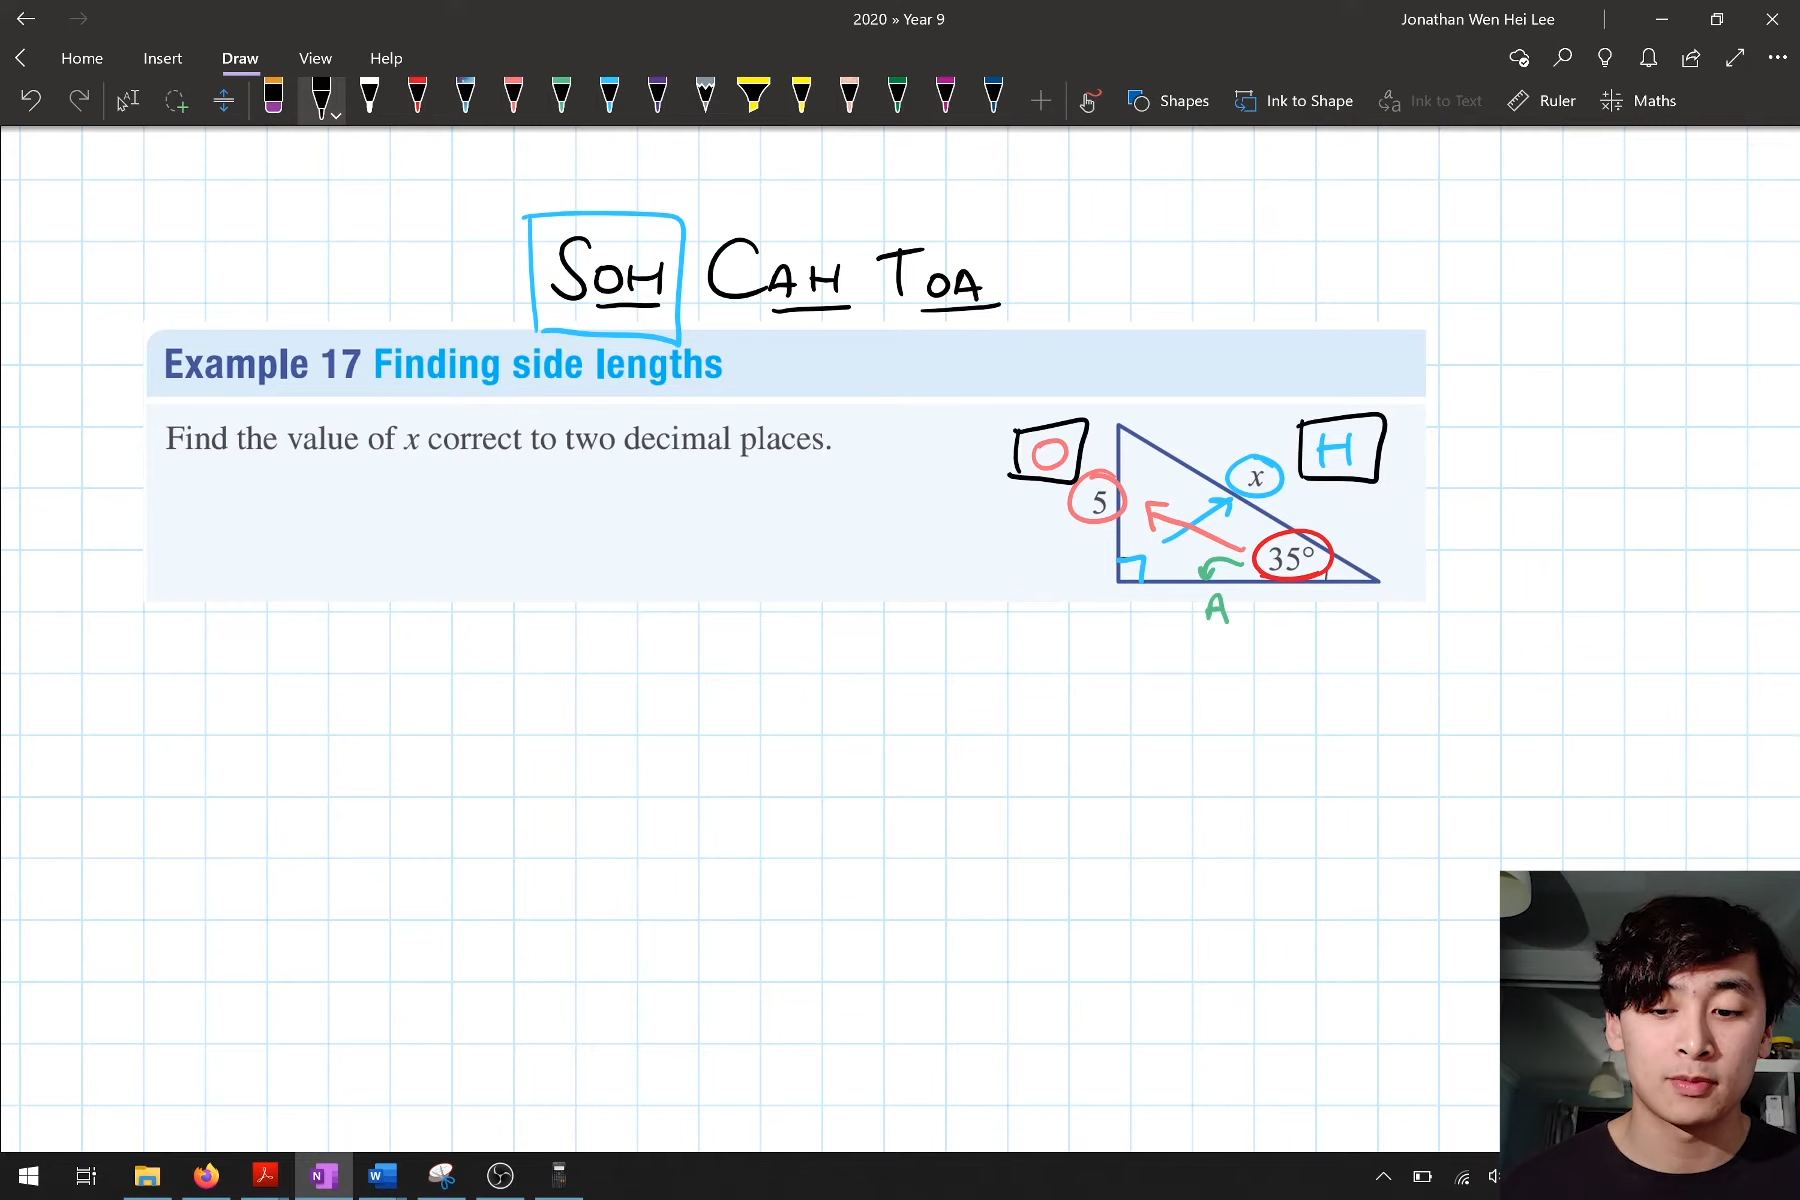 2020 » Year 9
Jonathan Wen Hei Lee
Home Insert Draw View Help
Shapes Ink to Shape Ink to Text Ruler Maths
SOH CAH TOA
Example 17 Finding side lengths
Find the value of x correct to two decimal places.
O
H
x
5
35°
A